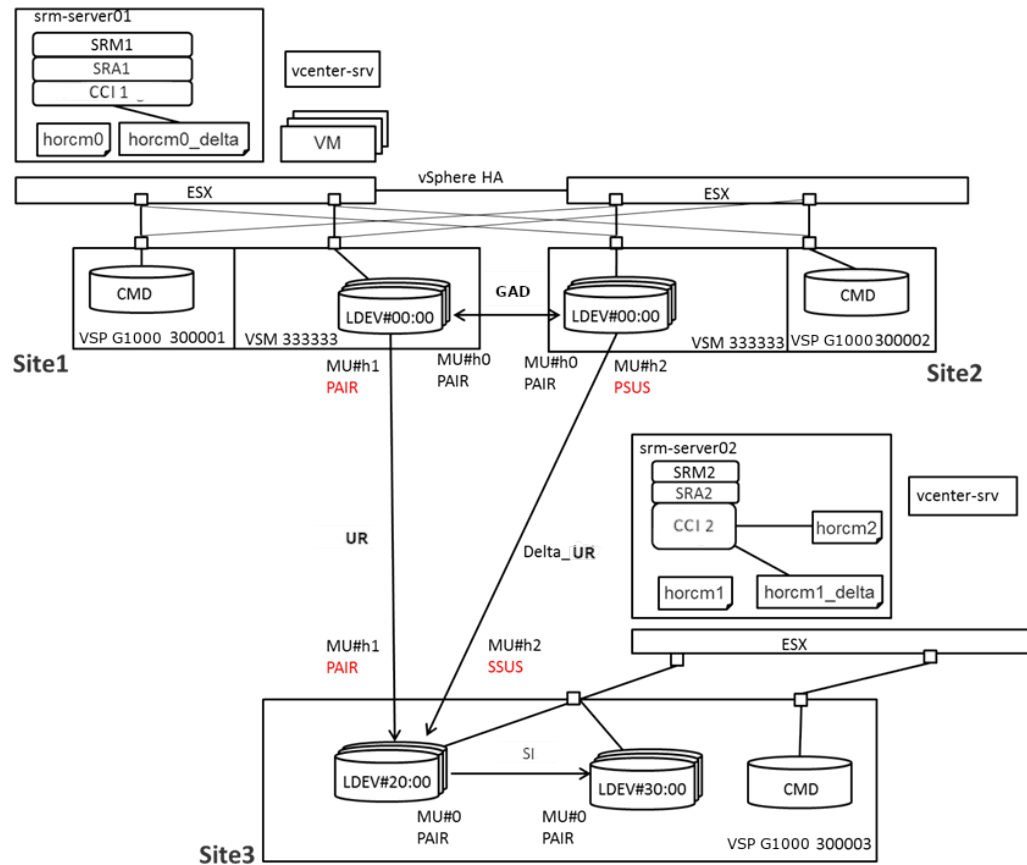 srm-server01
SRM1
SRA1
CCI 1
horcm0
horcm0_delta
vcenter-srv
VM
ESX
vSphere HA
ESX
CMD
VSP G1000 300001
LDEV#00:00
VSM 333333
GAD
LDEV#00:00
VSM 333333
CMD
VSP G1000 300002
Site1
Site2
MU#h1
PAIR
MU#h0
PAIR
MU#h0
PAIR
MU#h2
PSUS
srm-server02
SRM2
SRA2
CCI 2
horcm2
horcm1
horcm1_delta
vcenter-srv
UR
Delta_UR
ESX
MU#h1
PAIR
MU#h2
SSUS
LDEV#20:00
SI
LDEV#30:00
CMD
MU#0
PAIR
MU#0
PAIR
VSP G1000 300003
Site3